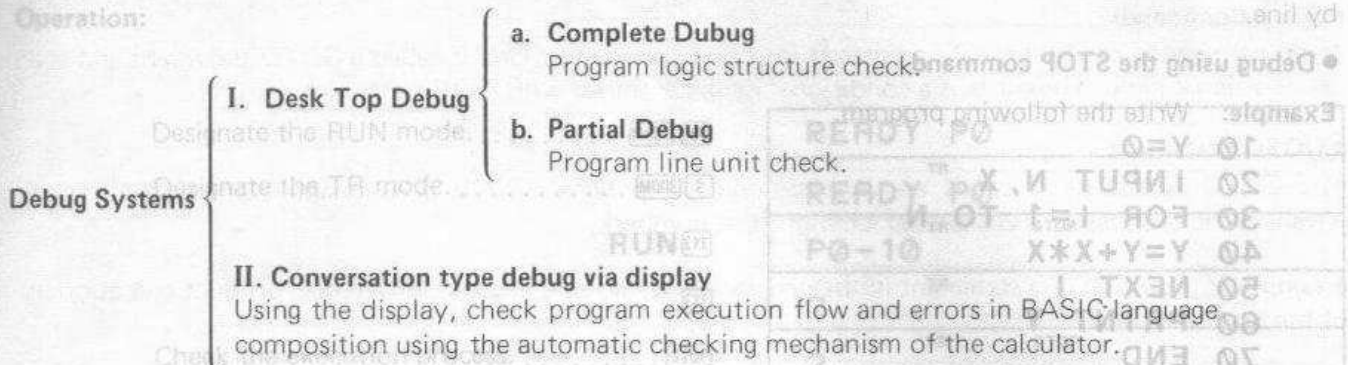 a. Complete Dubug
Program logic structure check.
I. Desk Top Debug
b. Partial Debug
Program line unit check.
Debug Systems
II. Conversation type debug via display
Using the display, check program execution flow and errors in BASIC language
composition using the automatic checking mechanism of the calculator.
Operation:
Designate the RUN mode.
Designate the TR mode.
RUN
READY P0
READY P0
P0-10
by line.
● Debug using the STOP command
Example: Write the following program.
10 Y=0
20 INPUT N, X
30 FOR I=1 TO N
40 Y=Y+X*X
50 NEXT I
60 PRINT Y
70 END